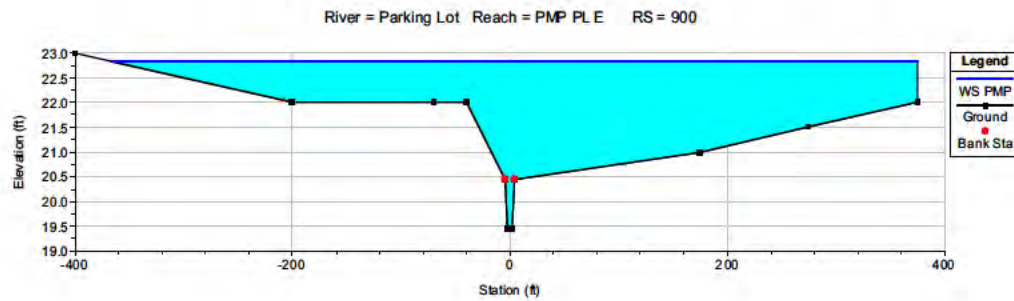 River = Parking Lot Reach = PMP PL E RS = 900
23.0
22.5
22.0
21.5
21.0
20.5
20.0
19.5
19.0
Elevation (ft)
-400
-200
0
200
400
Station (ft)
Legend
WS PMP
Ground
Bank Sta